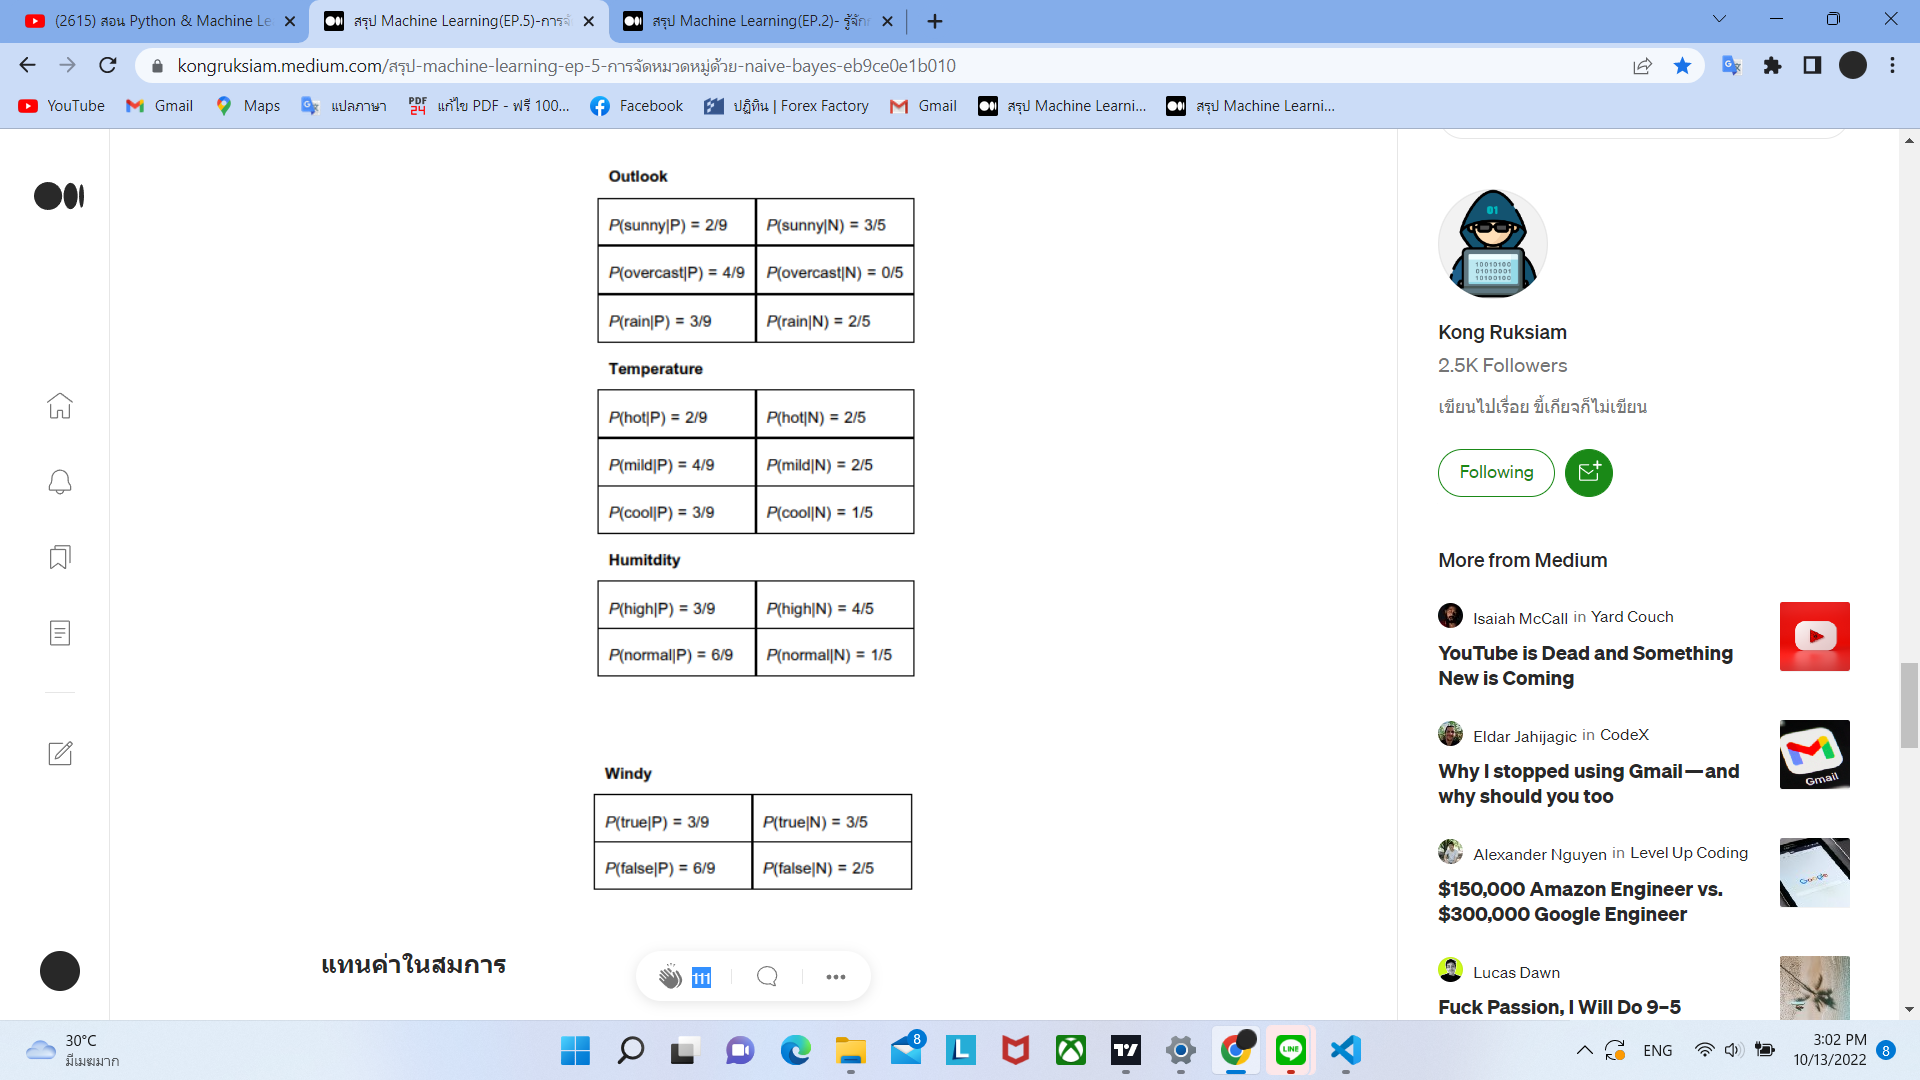 (2615) สอน Python & Machine Le
สรุป Machine Learning(EP.5)-การจั
สรุป Machine Learning(EP.2)- รู้จัก
kongruksiam.medium.com/สรุป-machine-learning-ep-5-การจัดหมวดหมู่ด้วย-naive-bayes-eb9ce0e1b010
YouTube
Gmail
Maps
แปลภาษา
แก้ไข PDF - ฟรี 100...
Facebook
ปฏิทิน | Forex Factory
Gmail
สรุป Machine Learni...
สรุป Machine Learni...
Outlook
P(sunny|P) = 2/9 P(sunny|N) = 3/5
P(overcast|P) = 4/9 P(overcast|N) = 0/5
P(rain|P) = 3/9 P(rain|N) = 2/5
Temperature
P(hot|P) = 2/9 P(hot|N) = 2/5
P(mild|P) = 4/9 P(mild|N) = 2/5
P(cool|P) = 3/9 P(cool|N) = 1/5
Humitdity
P(high|P) = 3/9 P(high|N) = 4/5
P(normal|P) = 6/9 P(normal|N) = 1/5
Windy
P(true|P) = 3/9 P(true|N) = 3/5
P(false|P) = 6/9 P(false|N) = 2/5
แทนค่าในสมการ
111
Kong Ruksiam
2.5K Followers
เขียนไปเรื่อย ขี้เกียจก็ไม่เขียน
Following
More from Medium
Isaiah McCall in Yard Couch
YouTube is Dead and Something
New is Coming
Eldar Jahijagic in CodeX
Why I stopped using Gmail — and
why should you too
Gmail
Alexander Nguyen in Level Up Coding
$150,000 Amazon Engineer vs.
$300,000 Google Engineer
Google
Lucas Dawn
Fuck Passion, I Will Do 9–5
30°C
มีเมฆมาก
8
LINE
ENG
3:02 PM
10/13/2022
8